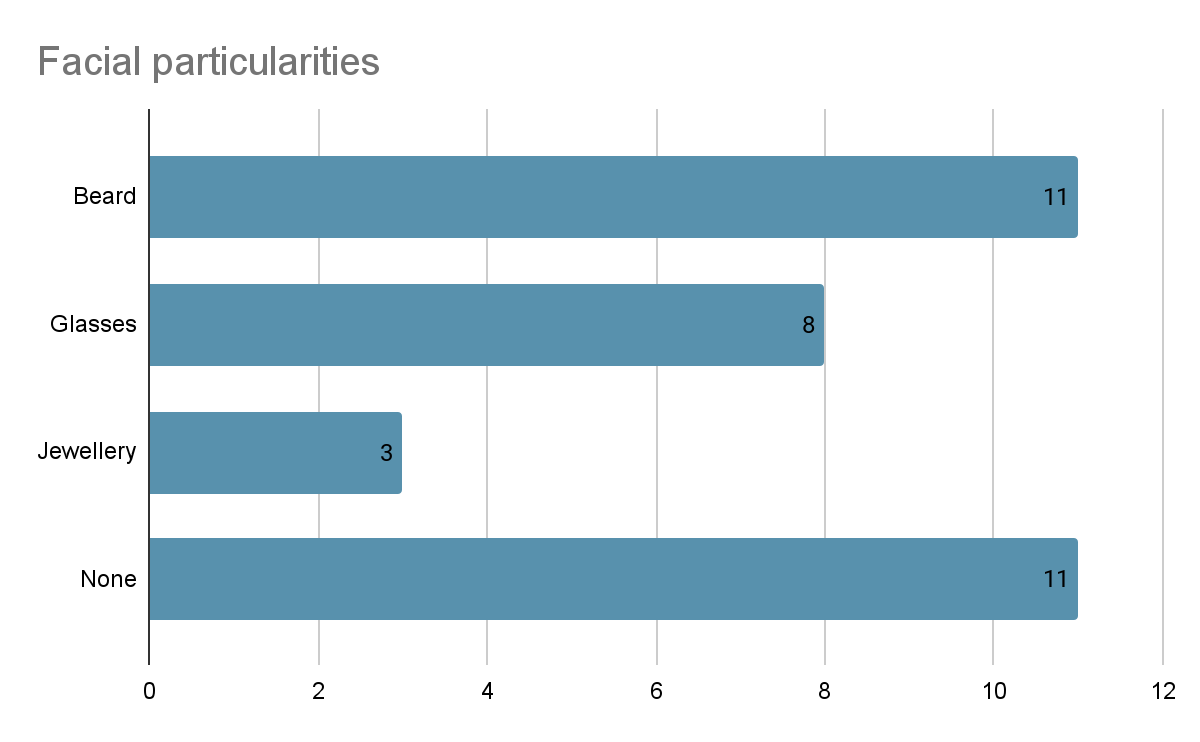 Facial particularities
Beard
11
Glasses
8
Jewellery
3
None
11
0 2 4 6 8 10 12